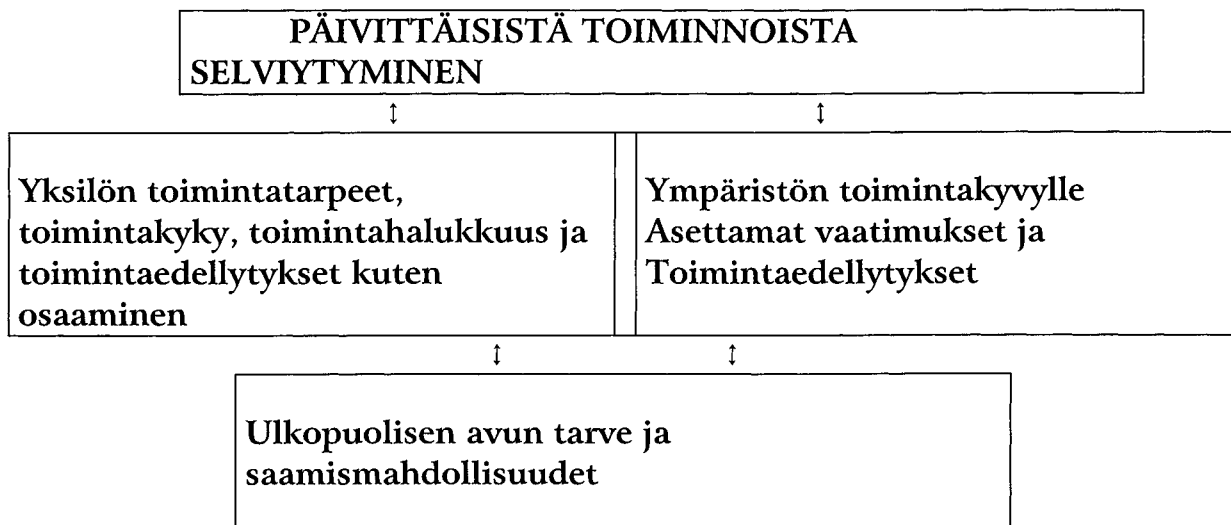 PÄIVITTÄISISTÄ TOIMINNOISTA
SELVIYTYMINEN
Yksilön toimintatarpeet,
toimintakyky, toimintahalukkuus ja
toimintaedellytykset kuten
osaaminen
Ympäristön toimintakyvylle
Asettamat vaatimukset ja
Toimintaedellytykset
Ulkopuolisen avun tarve ja
saamismahdollisuudet